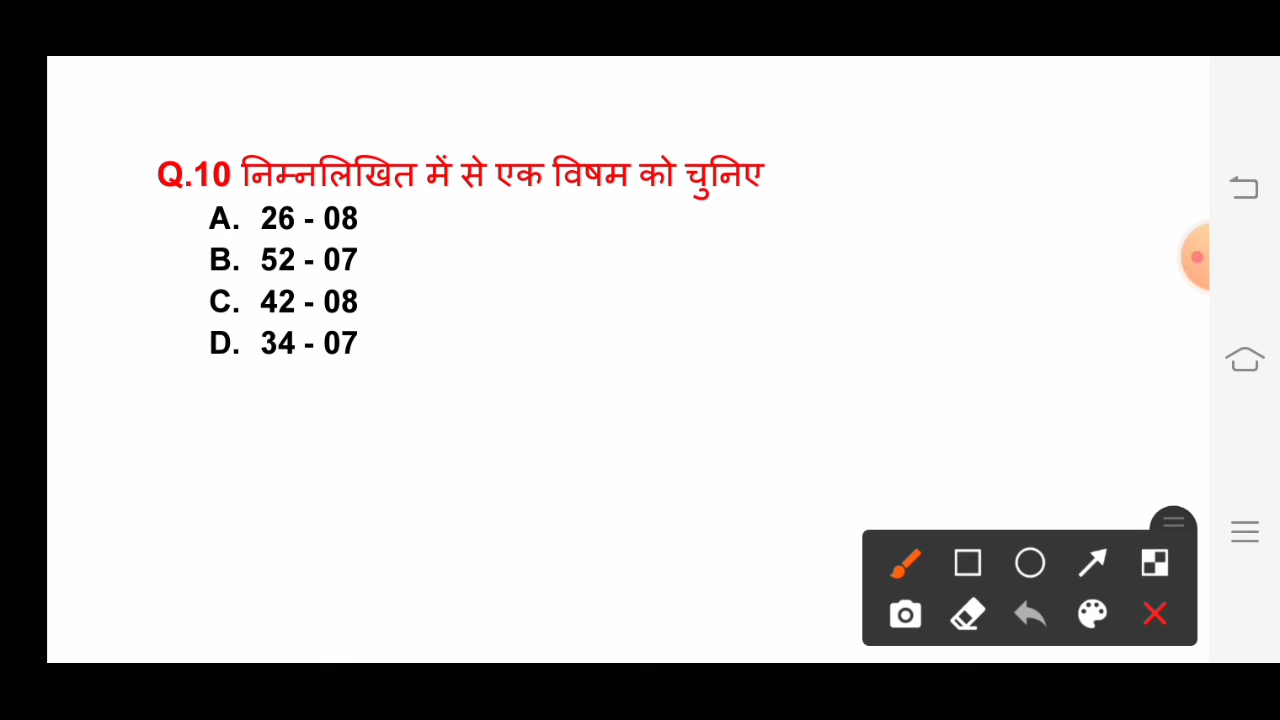 Q.10 निम्नलिखित में से एक विषम को चुनिए
A. 26 - 08
B. 52 - 07
C. 42 - 08
D. 34 - 07